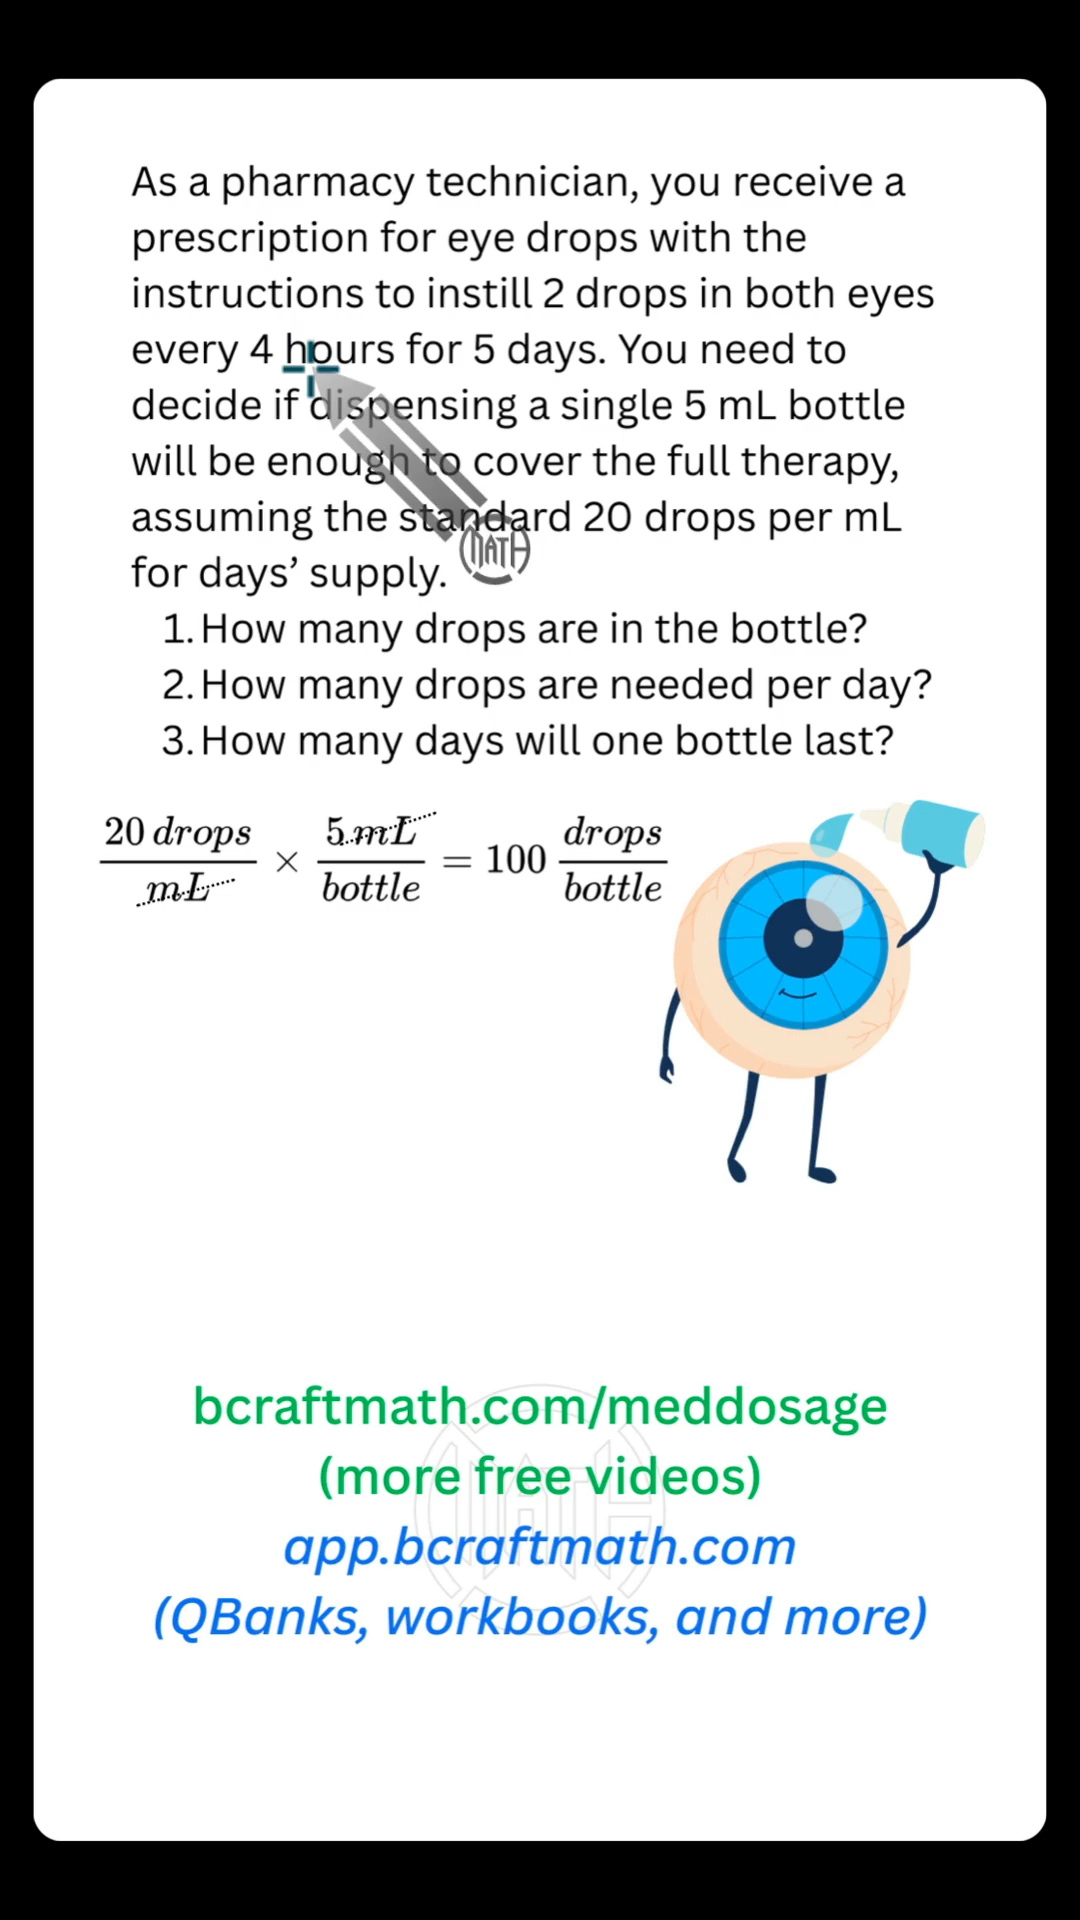 As a pharmacy technician, you receive a
prescription for eye drops with the
instructions to instill 2 drops in both eyes
every 4 hours for 5 days. You need to
decide if dispensing a single 5 mL bottle
will be enough to cover the full therapy,
assuming the standard 20 drops per mL
for days’ supply.
MATH
1. How many drops are in the bottle?
2. How many drops are needed per day?
3. How many days will one bottle last?
20 drops / mL × 5 mL / bottle = 100 drops / bottle
bcraftmath.com/meddosage
(more free videos)
app.bcraftmath.com
(QBanks, workbooks, and more)
MATH